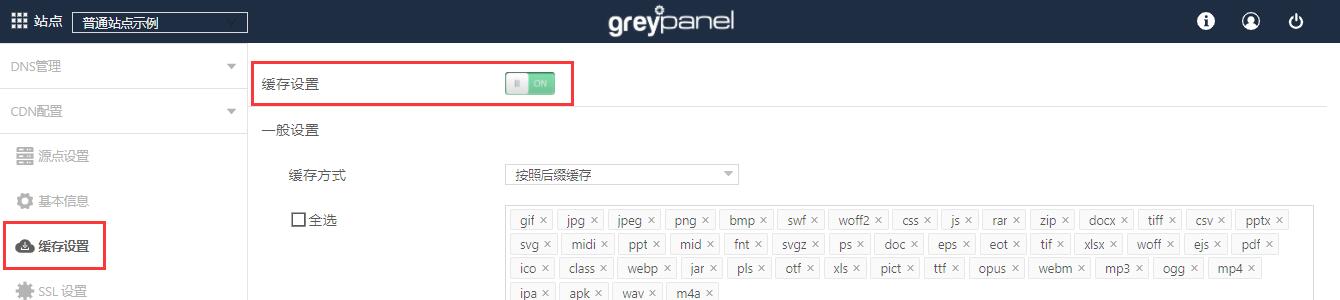 站点 普通站点示例 greypanel
DNS管理
缓存设置 ON
CDN配置
一般设置
源点设置
缓存方式 按照后缀缓存
基本信息
全选 gif × jpg × jpeg × png × bmp × swf × woff2 × css × js × rar × zip × docx × tiff × csv × pptx ×
缓存设置 svg × midi × ppt × mid × fnt × svgz × ps × doc × eps × eot × tif × xlsx × woff × ejs × pdf ×
ico × class × webp × jar × pls × otf × xls × pict × ttf × opus × webm × mp3 × ogg × mp4 ×
SSL 设置 ipa × apk × wav × m4a ×